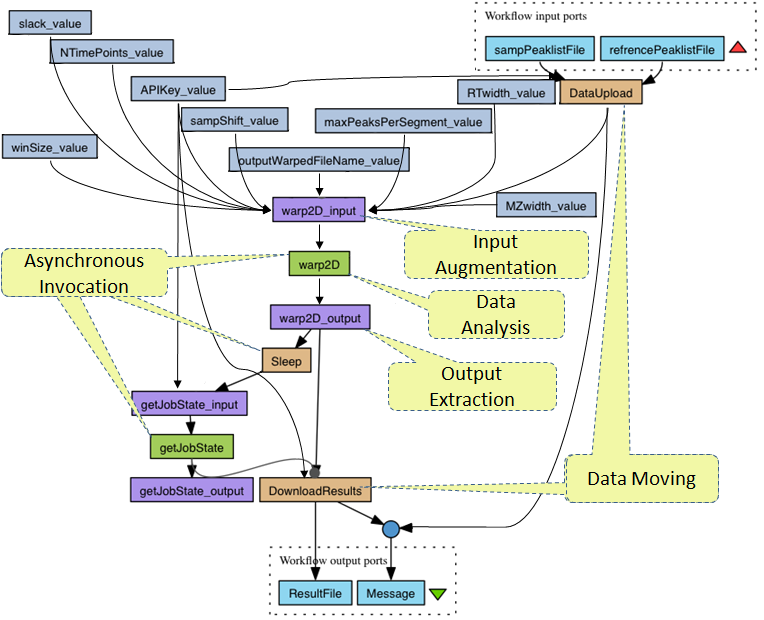 slack_value
Workflow input ports
NTimePoints_value
sampPeaklistFile
refrencePeaklistFile
APIKey_value
RTwidth_value
DataUpload
sampShift_value
maxPeaksPerSegment_value
winSize_value
outputWarpedFileName_value
warp2D_input
MZwidth_value
Input
Augmentation
Asynchronous
Invocation
warp2D
Data
Analysis
warp2D_output
Sleep
Output
Extraction
getJobState_input
getJobState
Data Moving
getJobState_output
DownloadResults
Workflow output ports
ResultFile
Message